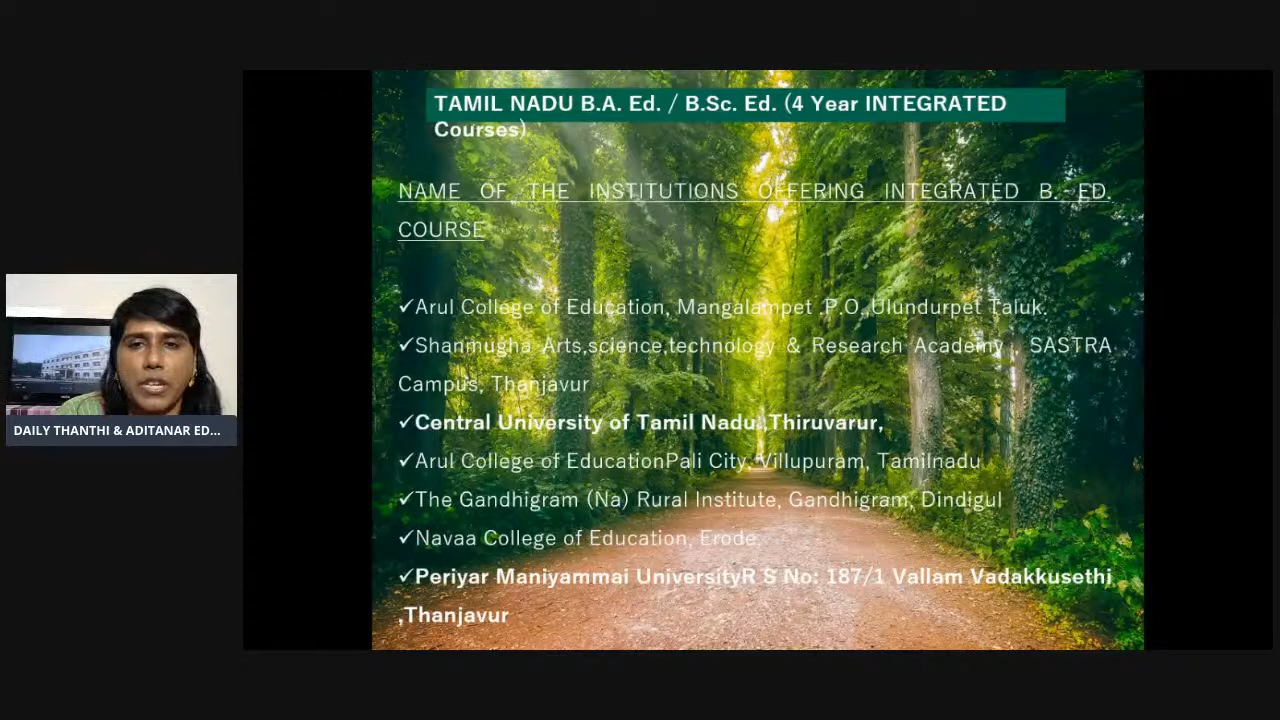 TAMIL NADU B.A. Ed. / B.Sc. Ed. (4 Year INTEGRATED
Courses)
NAME OF THE INSTITUTIONS OFFERING INTEGRATED B. ED.
COURSE
✓Arul College of Education, Mangalampet .P.O,,Ulundurpet Taluk.
✓Shanmugha Arts,science,technology & Research Academy , SASTRA
Campus, Thanjavur
✓Central University of Tamil Nadu,,Thiruvarur,
✓Arul College of EducationPali City, Villupuram, Tamilnadu
✓The Gandhigram (Na) Rural Institute, Gandhigram, Dindigul
✓Navaa College of Education, Erode.
✓Periyar Maniyammai UniversityR S No: 187/1 Vallam Vadakkusethi
,Thanjavur
DAILY THANTHI & ADITANAR ED...